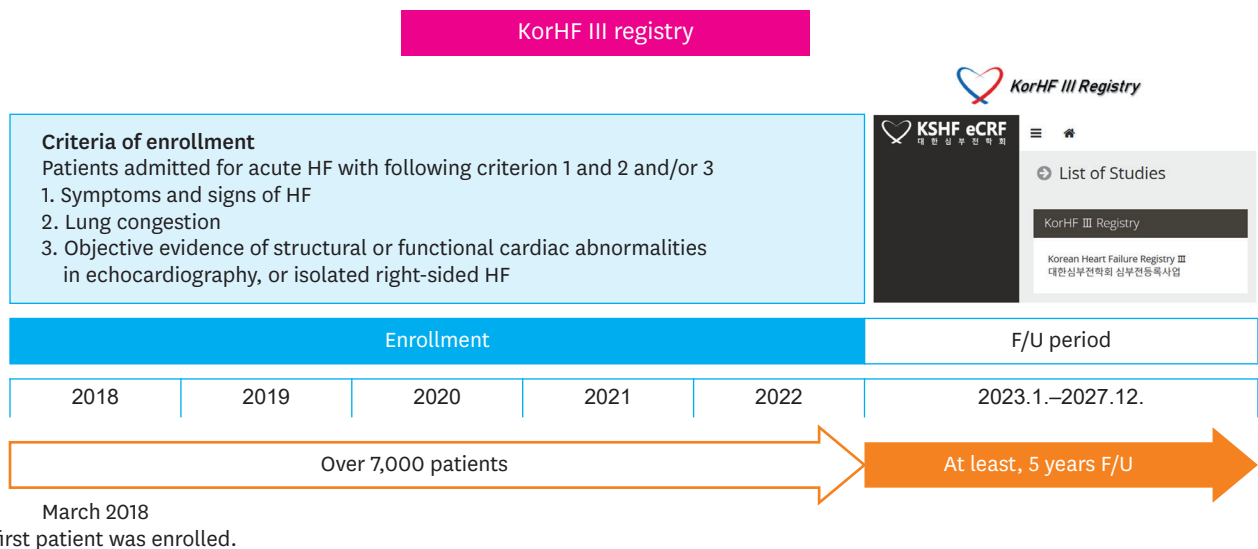 KorHF III registry
KorHF III Registry
Criteria of enrollment
Patients admitted for acute HF with following criterion 1 and 2 and/or 3
1. Symptoms and signs of HF
2. Lung congestion
3. Objective evidence of structural or functional cardiac abnormalities
in echocardiography, or isolated right-sided HF
KSHF eCRF
대한심부전학회
List of Studies
KorHF Ⅲ Registry
Korean Heart Failure Registry Ⅲ
대한심부전학회 심부전등록사업
Enrollment
F/U period
2018
2019
2020
2021
2022
2023.1.–2027.12.
Over 7,000 patients
At least, 5 years F/U
March 2018
first patient was enrolled.